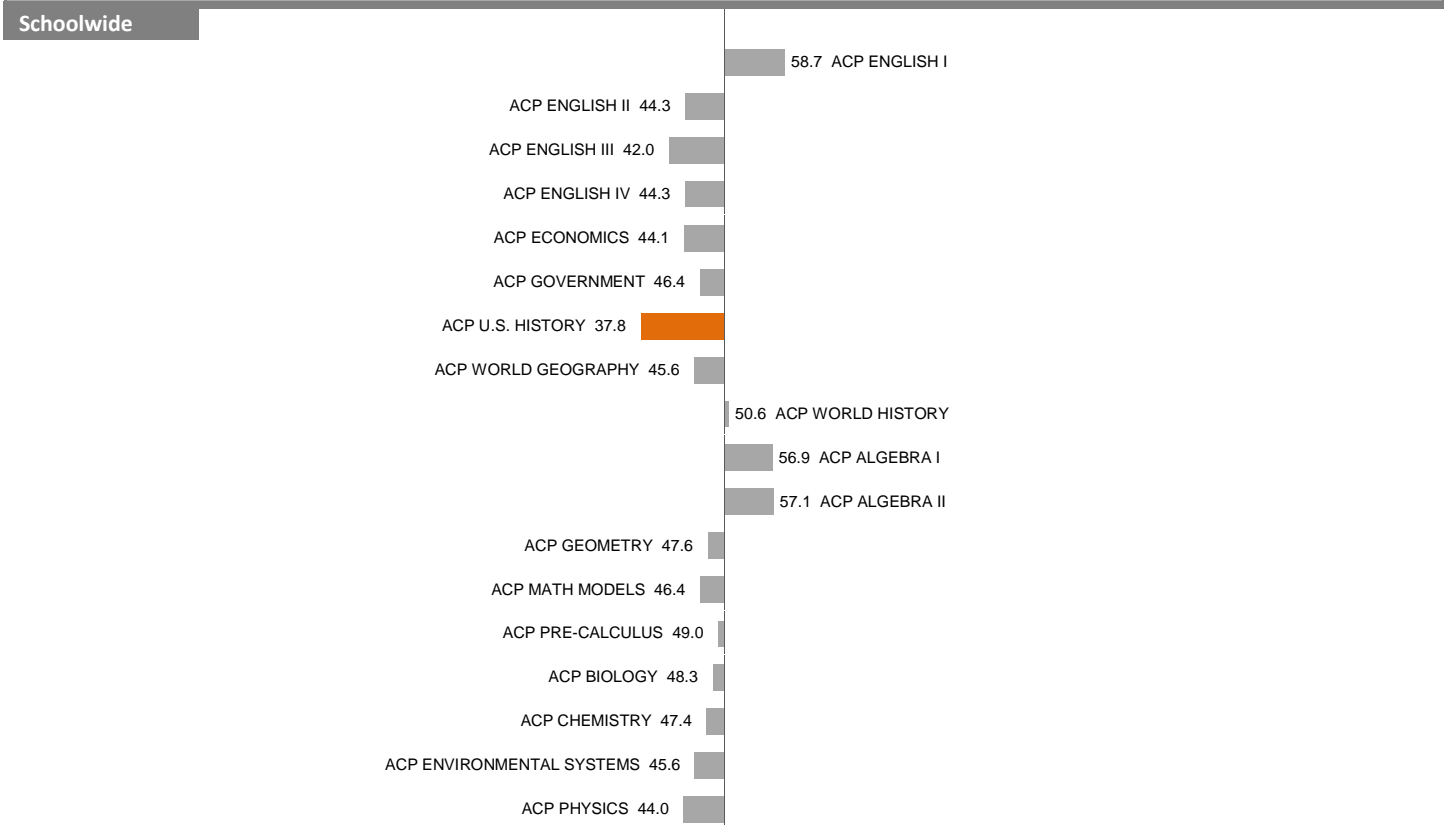 Schoolwide
58.7 ACP ENGLISH I
ACP ENGLISH II 44.3
ACP ENGLISH III 42.0
ACP ENGLISH IV 44.3
ACP ECONOMICS 44.1
ACP GOVERNMENT 46.4
ACP U.S. HISTORY 37.8
ACP WORLD GEOGRAPHY 45.6
50.6 ACP WORLD HISTORY
56.9 ACP ALGEBRA I
57.1 ACP ALGEBRA II
ACP GEOMETRY 47.6
ACP MATH MODELS 46.4
ACP PRE-CALCULUS 49.0
ACP BIOLOGY 48.3
ACP CHEMISTRY 47.4
ACP ENVIRONMENTAL SYSTEMS 45.6
ACP PHYSICS 44.0